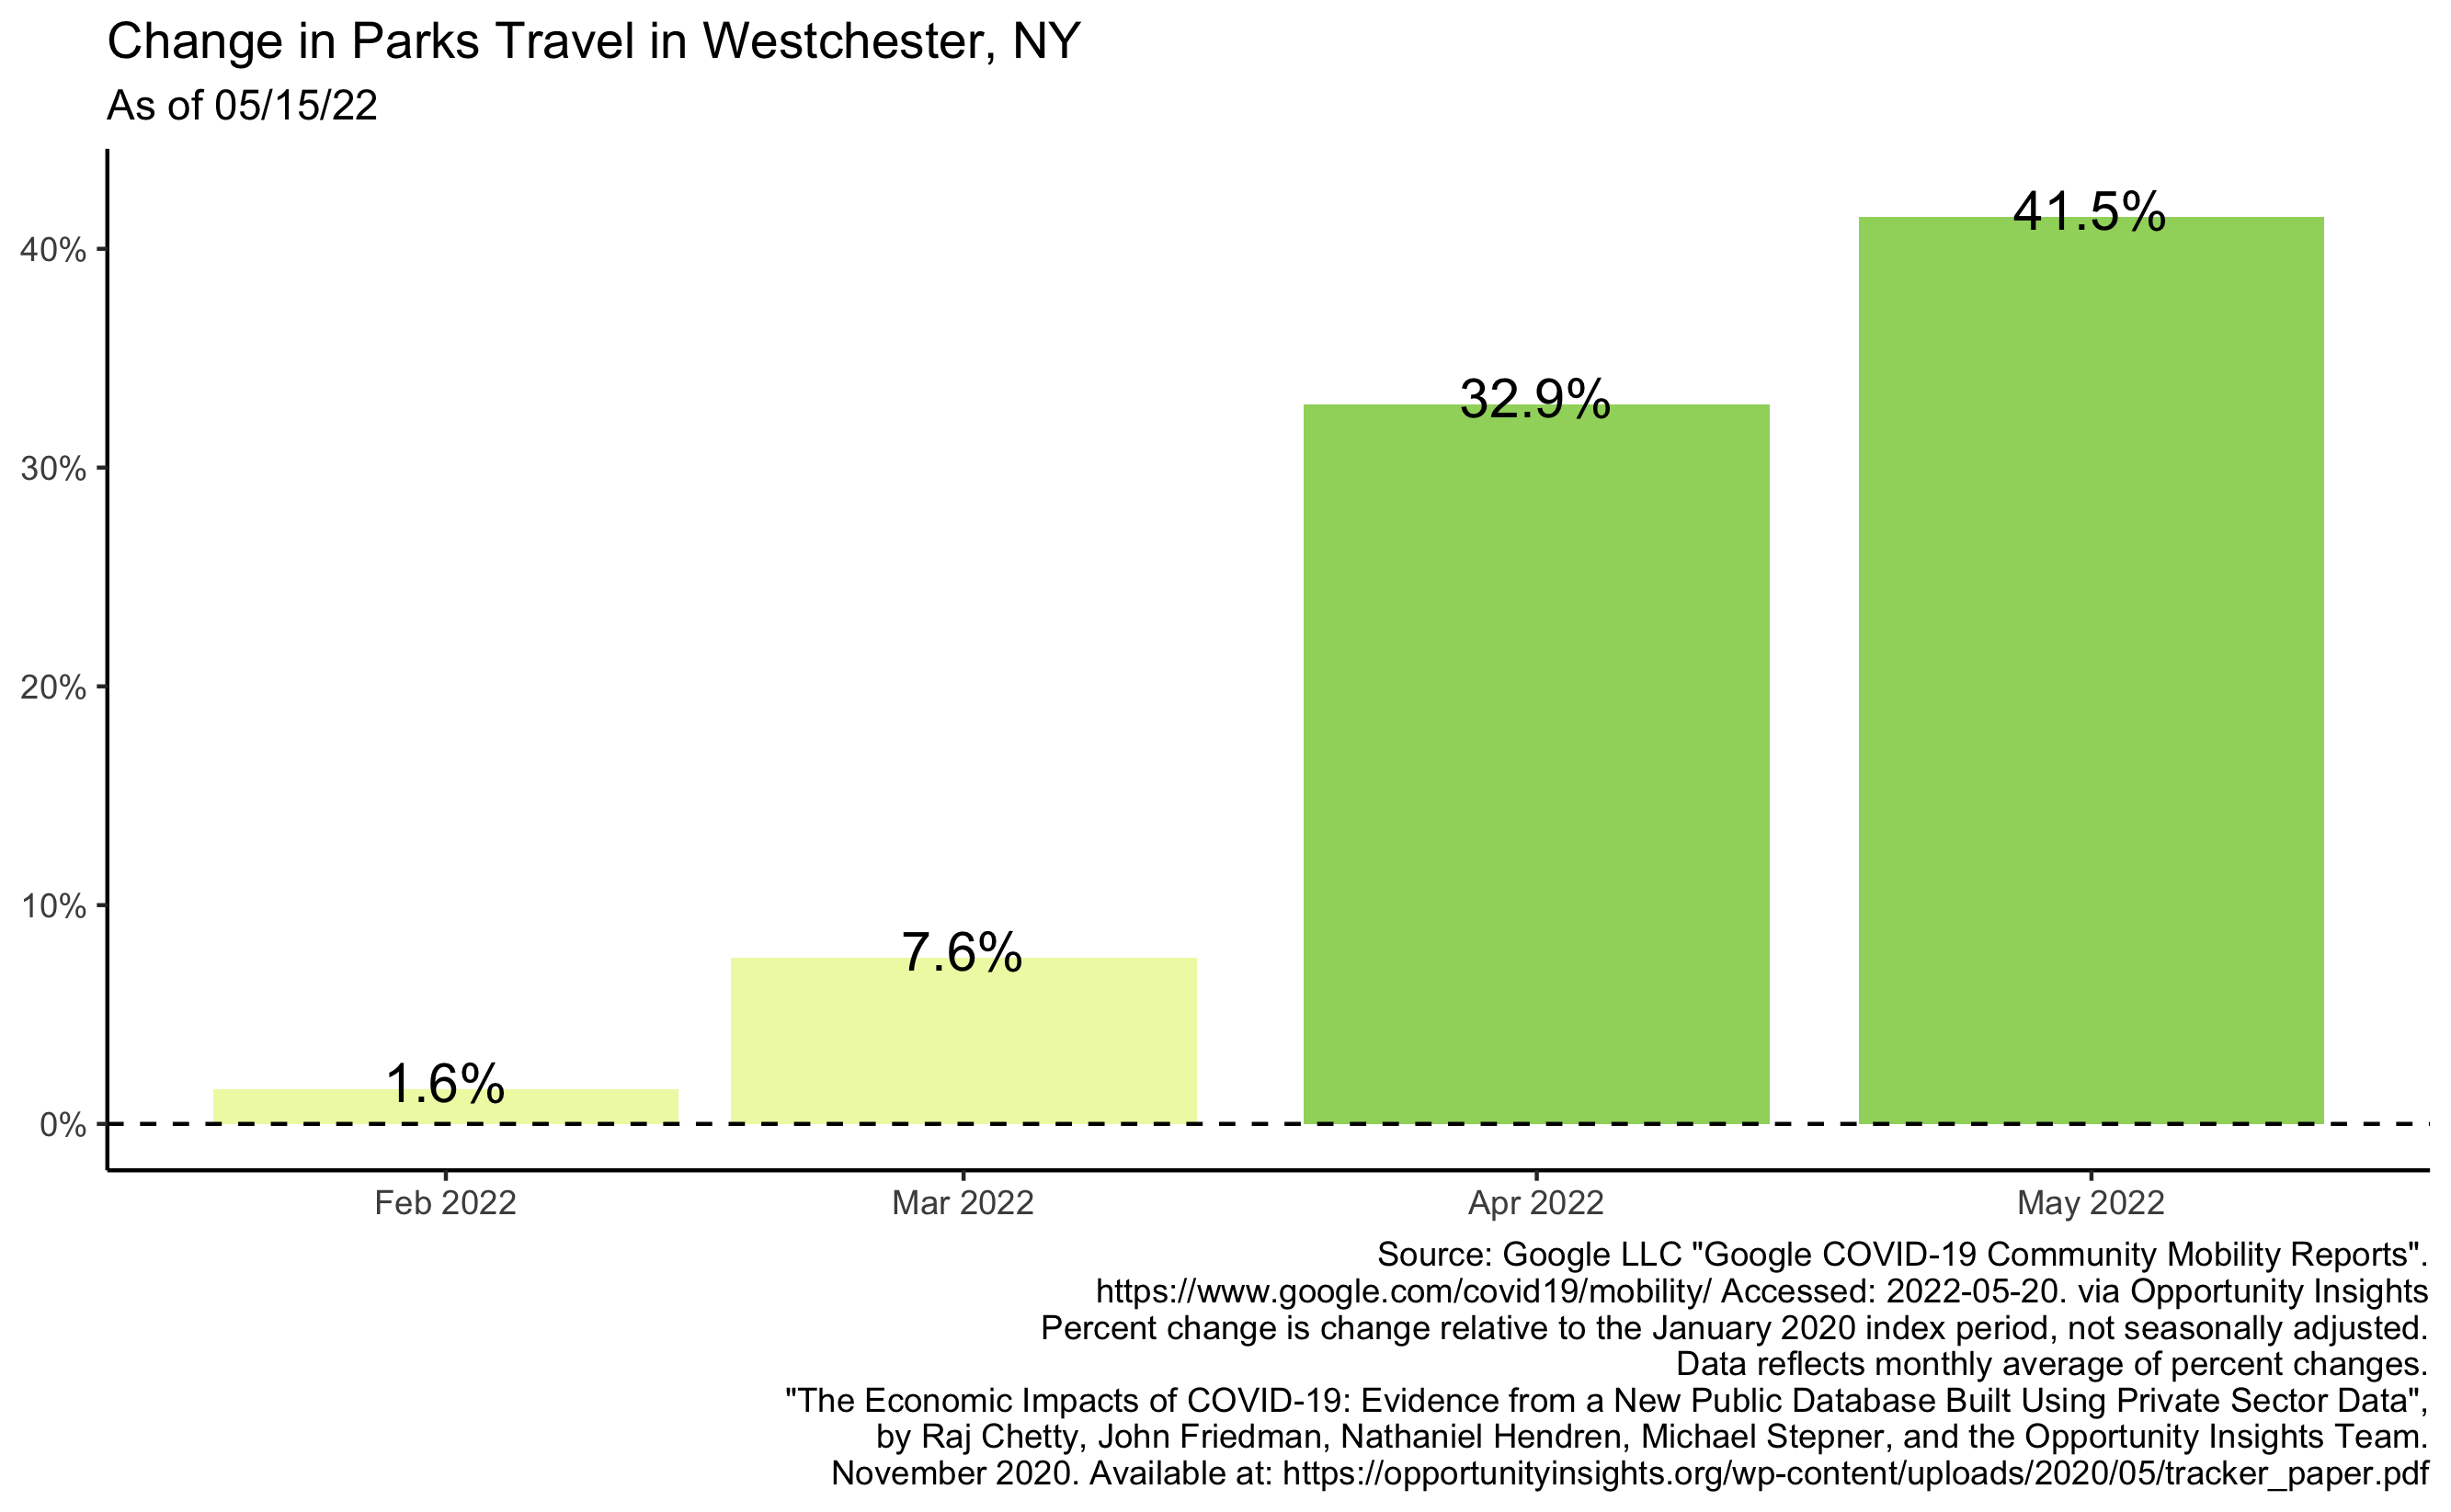 Change in Parks Travel in Westchester, NY
As of 05/15/22
41.5%
40%
32.9%
30%
20%
10%
7.6%
1.6%
0%
Feb 2022 Mar 2022 Apr 2022 May 2022
Source: Google LLC "Google COVID-19 Community Mobility Reports".
https://www.google.com/covid19/mobility/ Accessed: 2022-05-20. via Opportunity Insights
Percent change is change relative to the January 2020 index period, not seasonally adjusted.
Data reflects monthly average of percent changes.
"The Economic Impacts of COVID-19: Evidence from a New Public Database Built Using Private Sector Data",
by Raj Chetty, John Friedman, Nathaniel Hendren, Michael Stepner, and the Opportunity Insights Team.
November 2020. Available at: https://opportunityinsights.org/wp-content/uploads/2020/05/tracker_paper.pdf